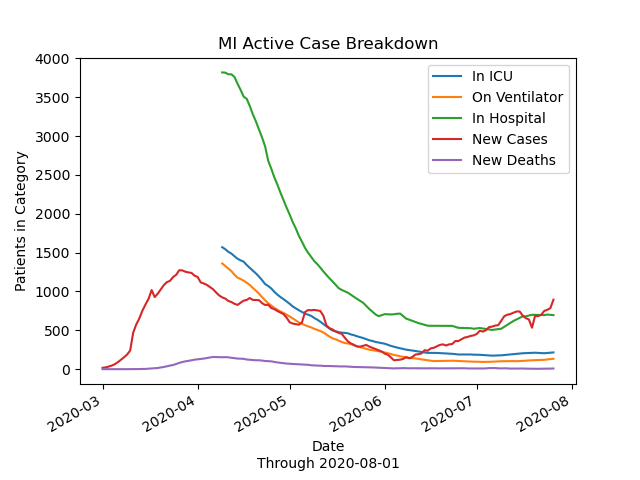 MI Active Case Breakdown
In ICU
On Ventilator
In Hospital
New Cases
New Deaths
Patients in Category
4000
3500
3000
2500
2000
1500
1000
500
0
2020-03
2020-04
2020-05
2020-06
2020-07
2020-08
Date
Through 2020-08-01